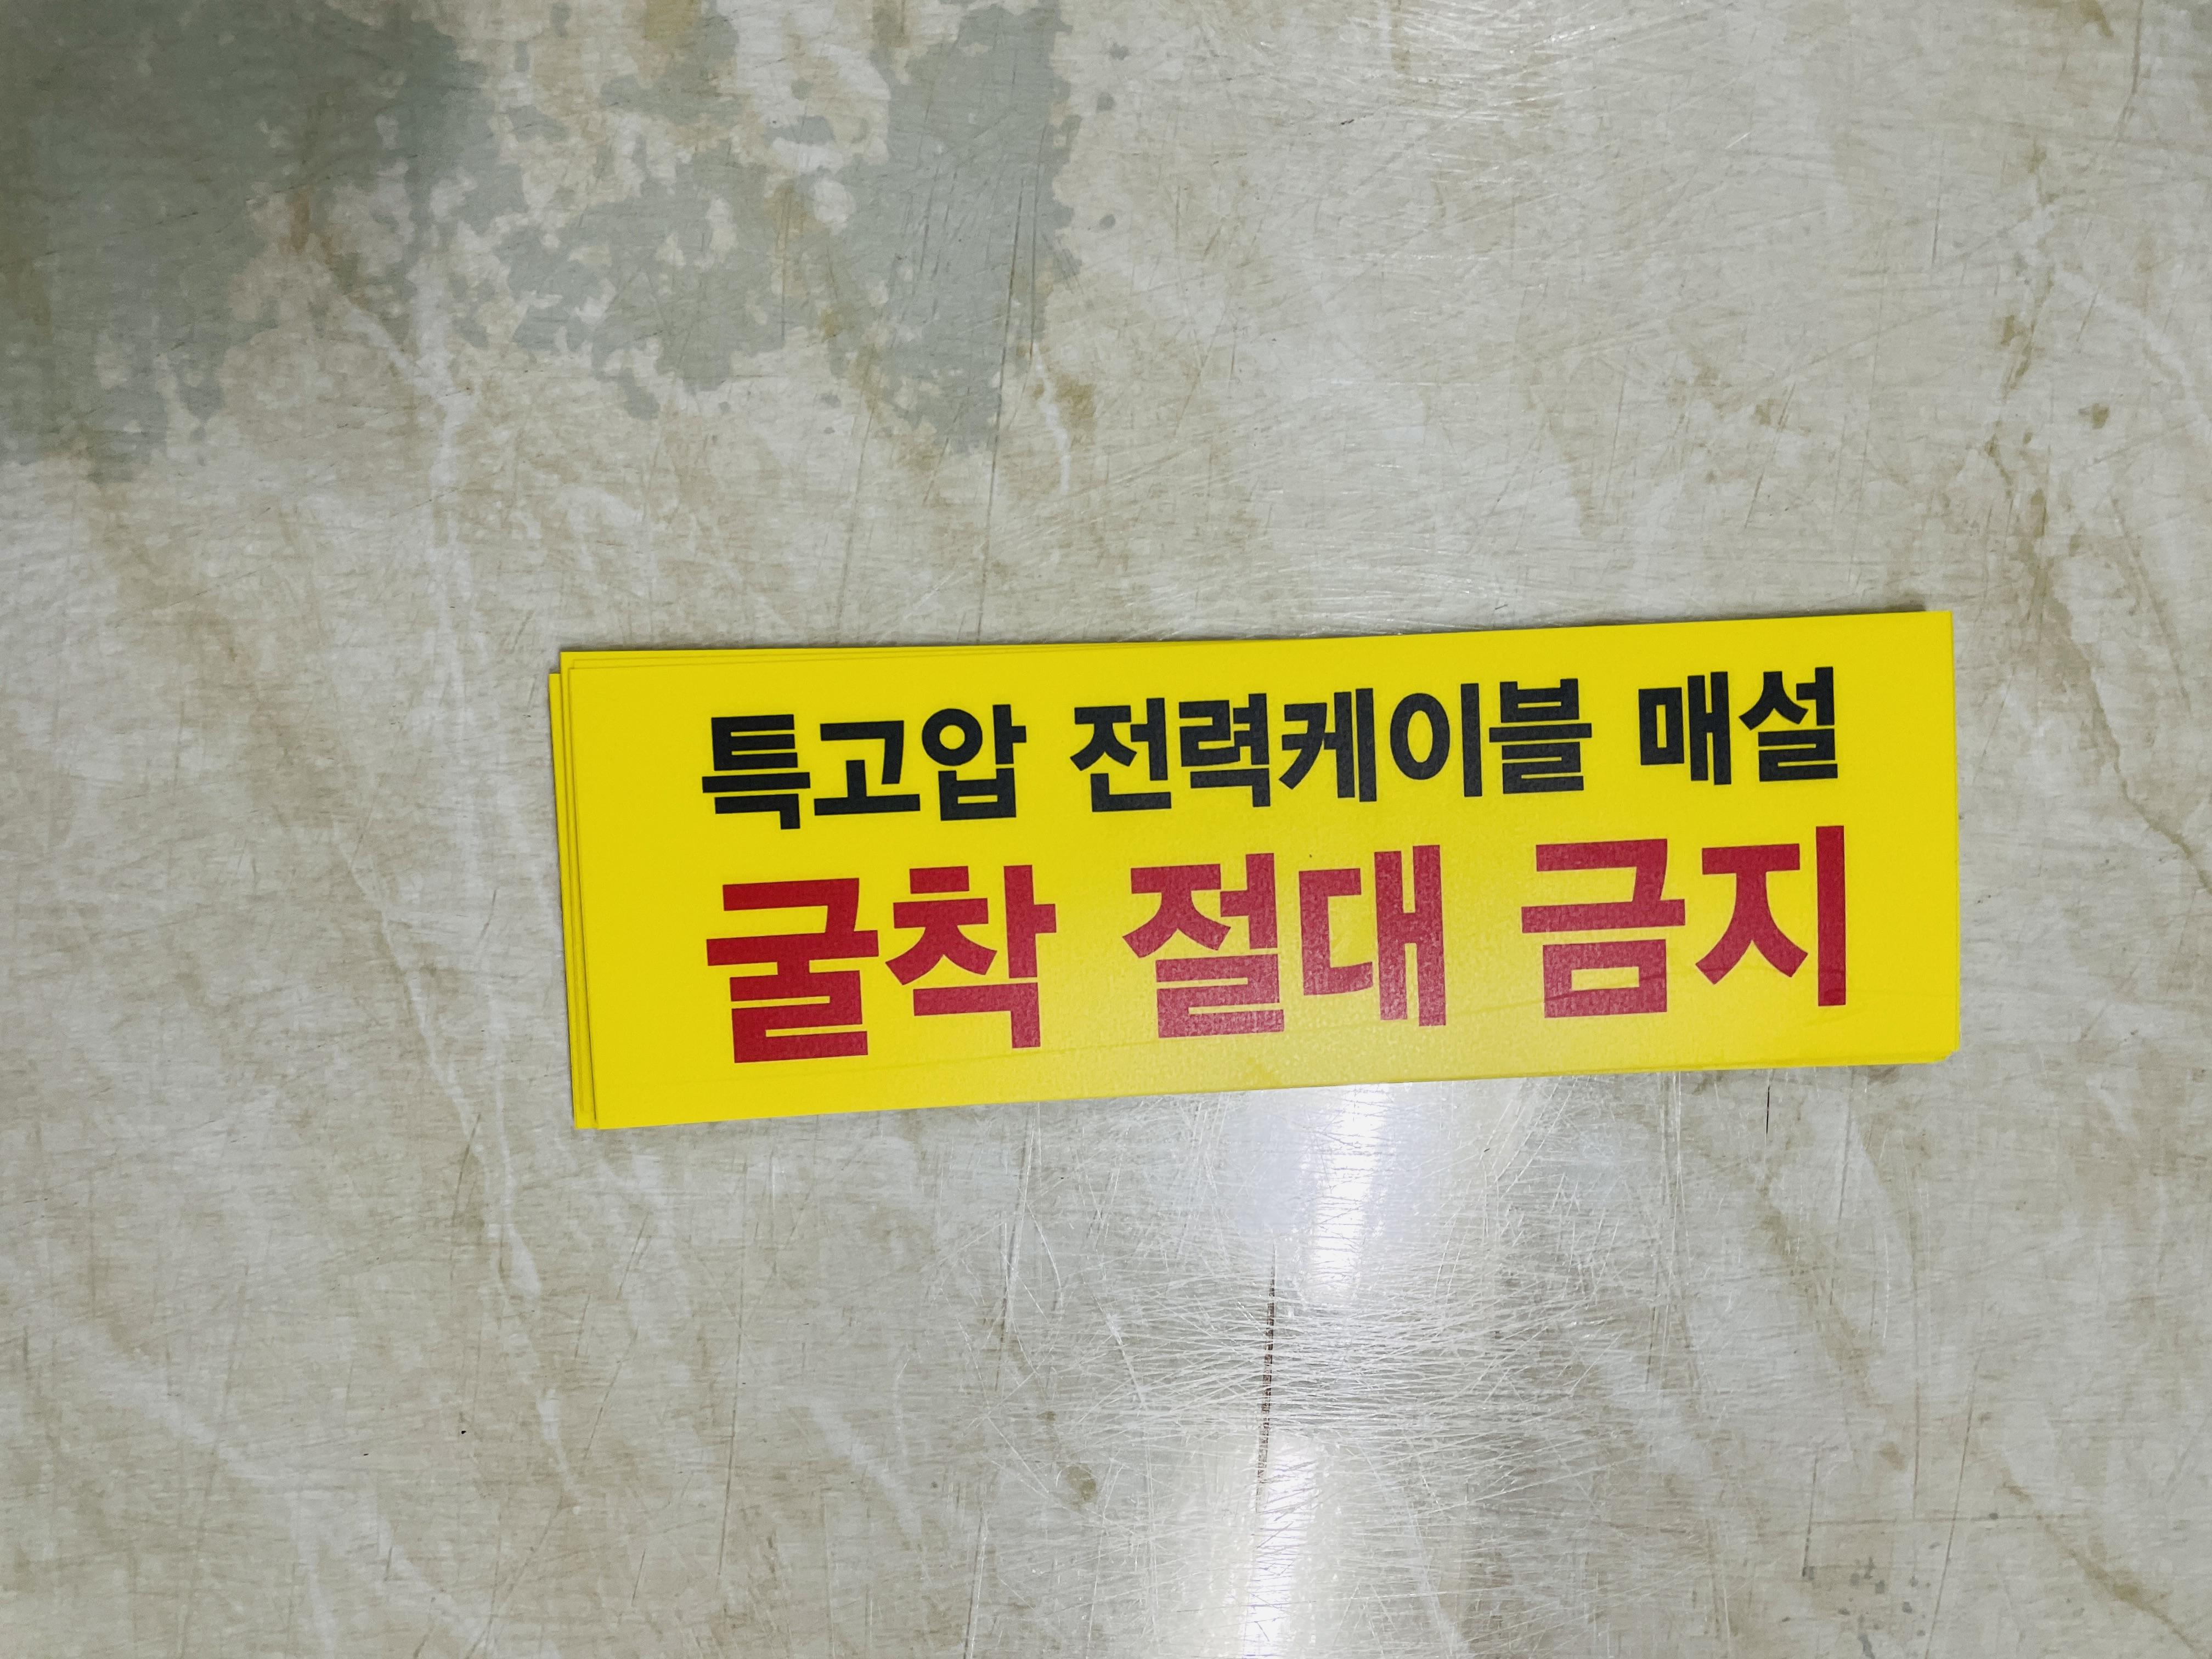 특고압 전력케이블 매설
굴착 절대 금지